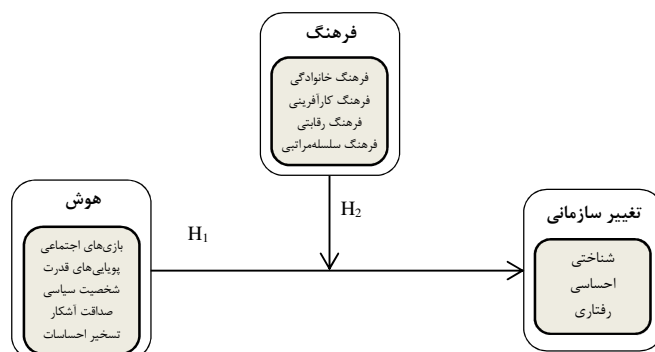 فرهنگ
فرهنگ خانوادگی
فرهنگ کارآفرینی
فرهنگ رقابتی
فرهنگ سلسله‌مراتبی
هوش
بازی‌های اجتماعی
پویایی‌های قدرت
شخصیت سیاسی
صداقت آشکار
تسخیر احساسات
H1
H2
تغییر سازمانی
شناختی
احساسی
رفتاری